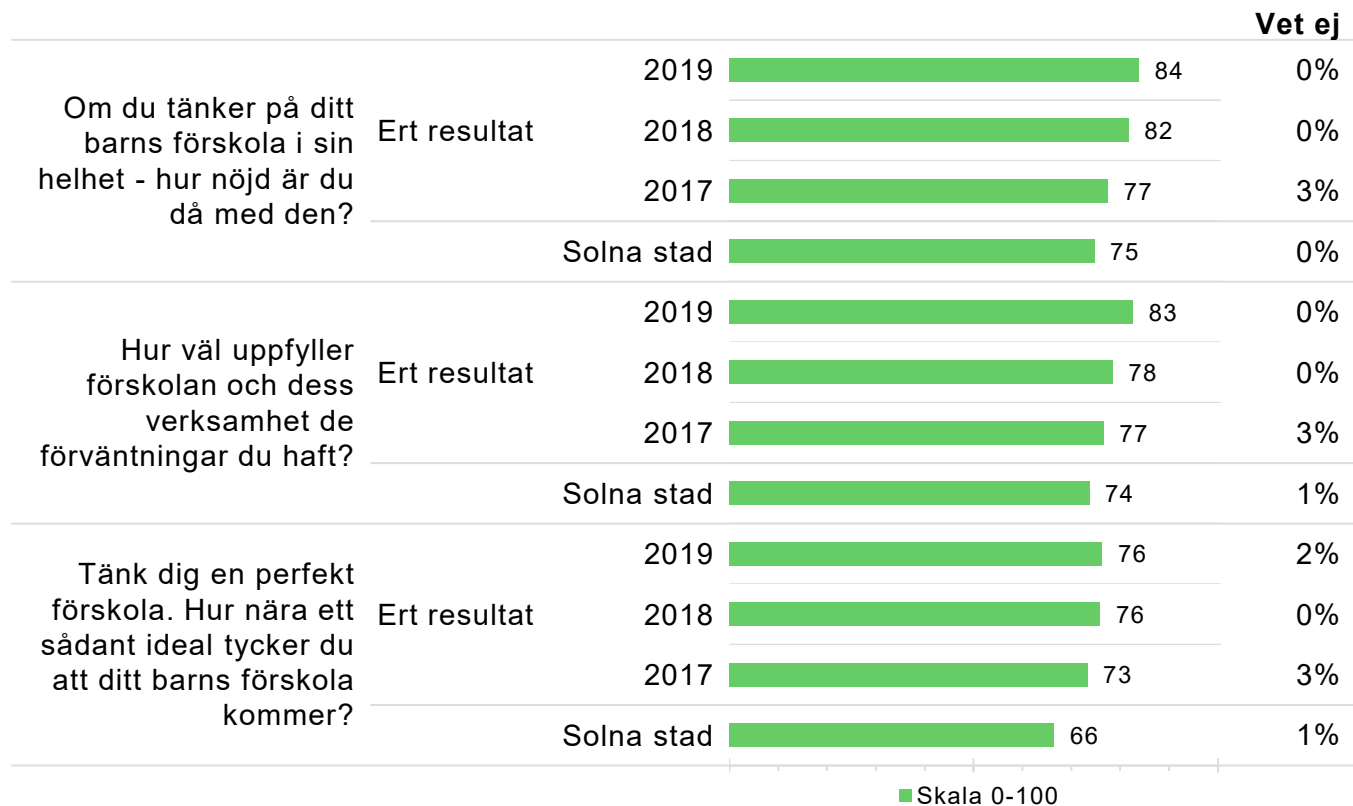 Vet ej
Om du tänker på ditt
barns förskola i sin
helhet - hur nöjd är du
då med den?
Ert resultat
2019 84 0%
2018 82 0%
2017 77 3%
Solna stad 75 0%
Hur väl uppfyller
förskolan och dess
verksamhet de
förväntningar du haft?
Ert resultat
2019 83 0%
2018 78 0%
2017 77 3%
Solna stad 74 1%
Tänk dig en perfekt
förskola. Hur nära ett
sådant ideal tycker du
att ditt barns förskola
kommer?
Ert resultat
2019 76 2%
2018 76 0%
2017 73 3%
Solna stad 66 1%
Skala 0-100